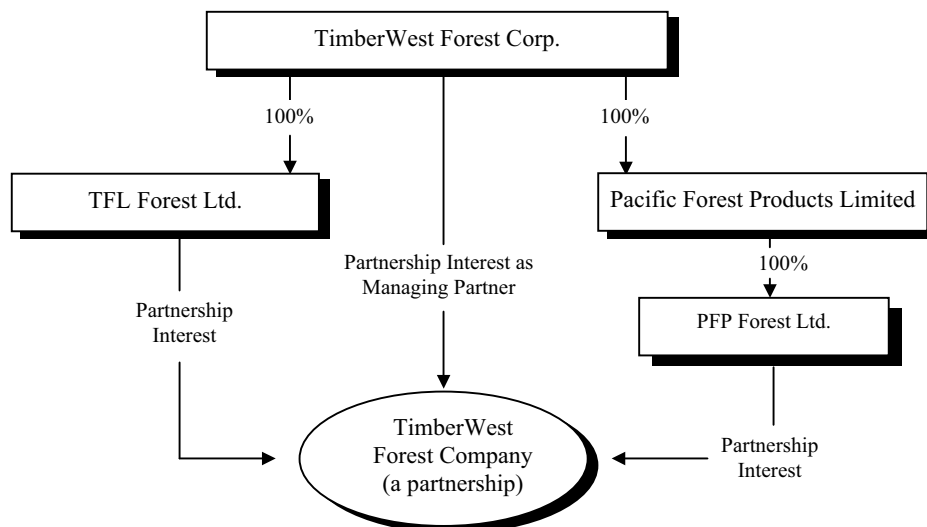 TimberWest Forest Corp.
100%
100%
TFL Forest Ltd.
Pacific Forest Products Limited
Partnership Interest as
Managing Partner
100%
Partnership
Interest
PFP Forest Ltd.
TimberWest
Forest Company
(a partnership)
Partnership
Interest